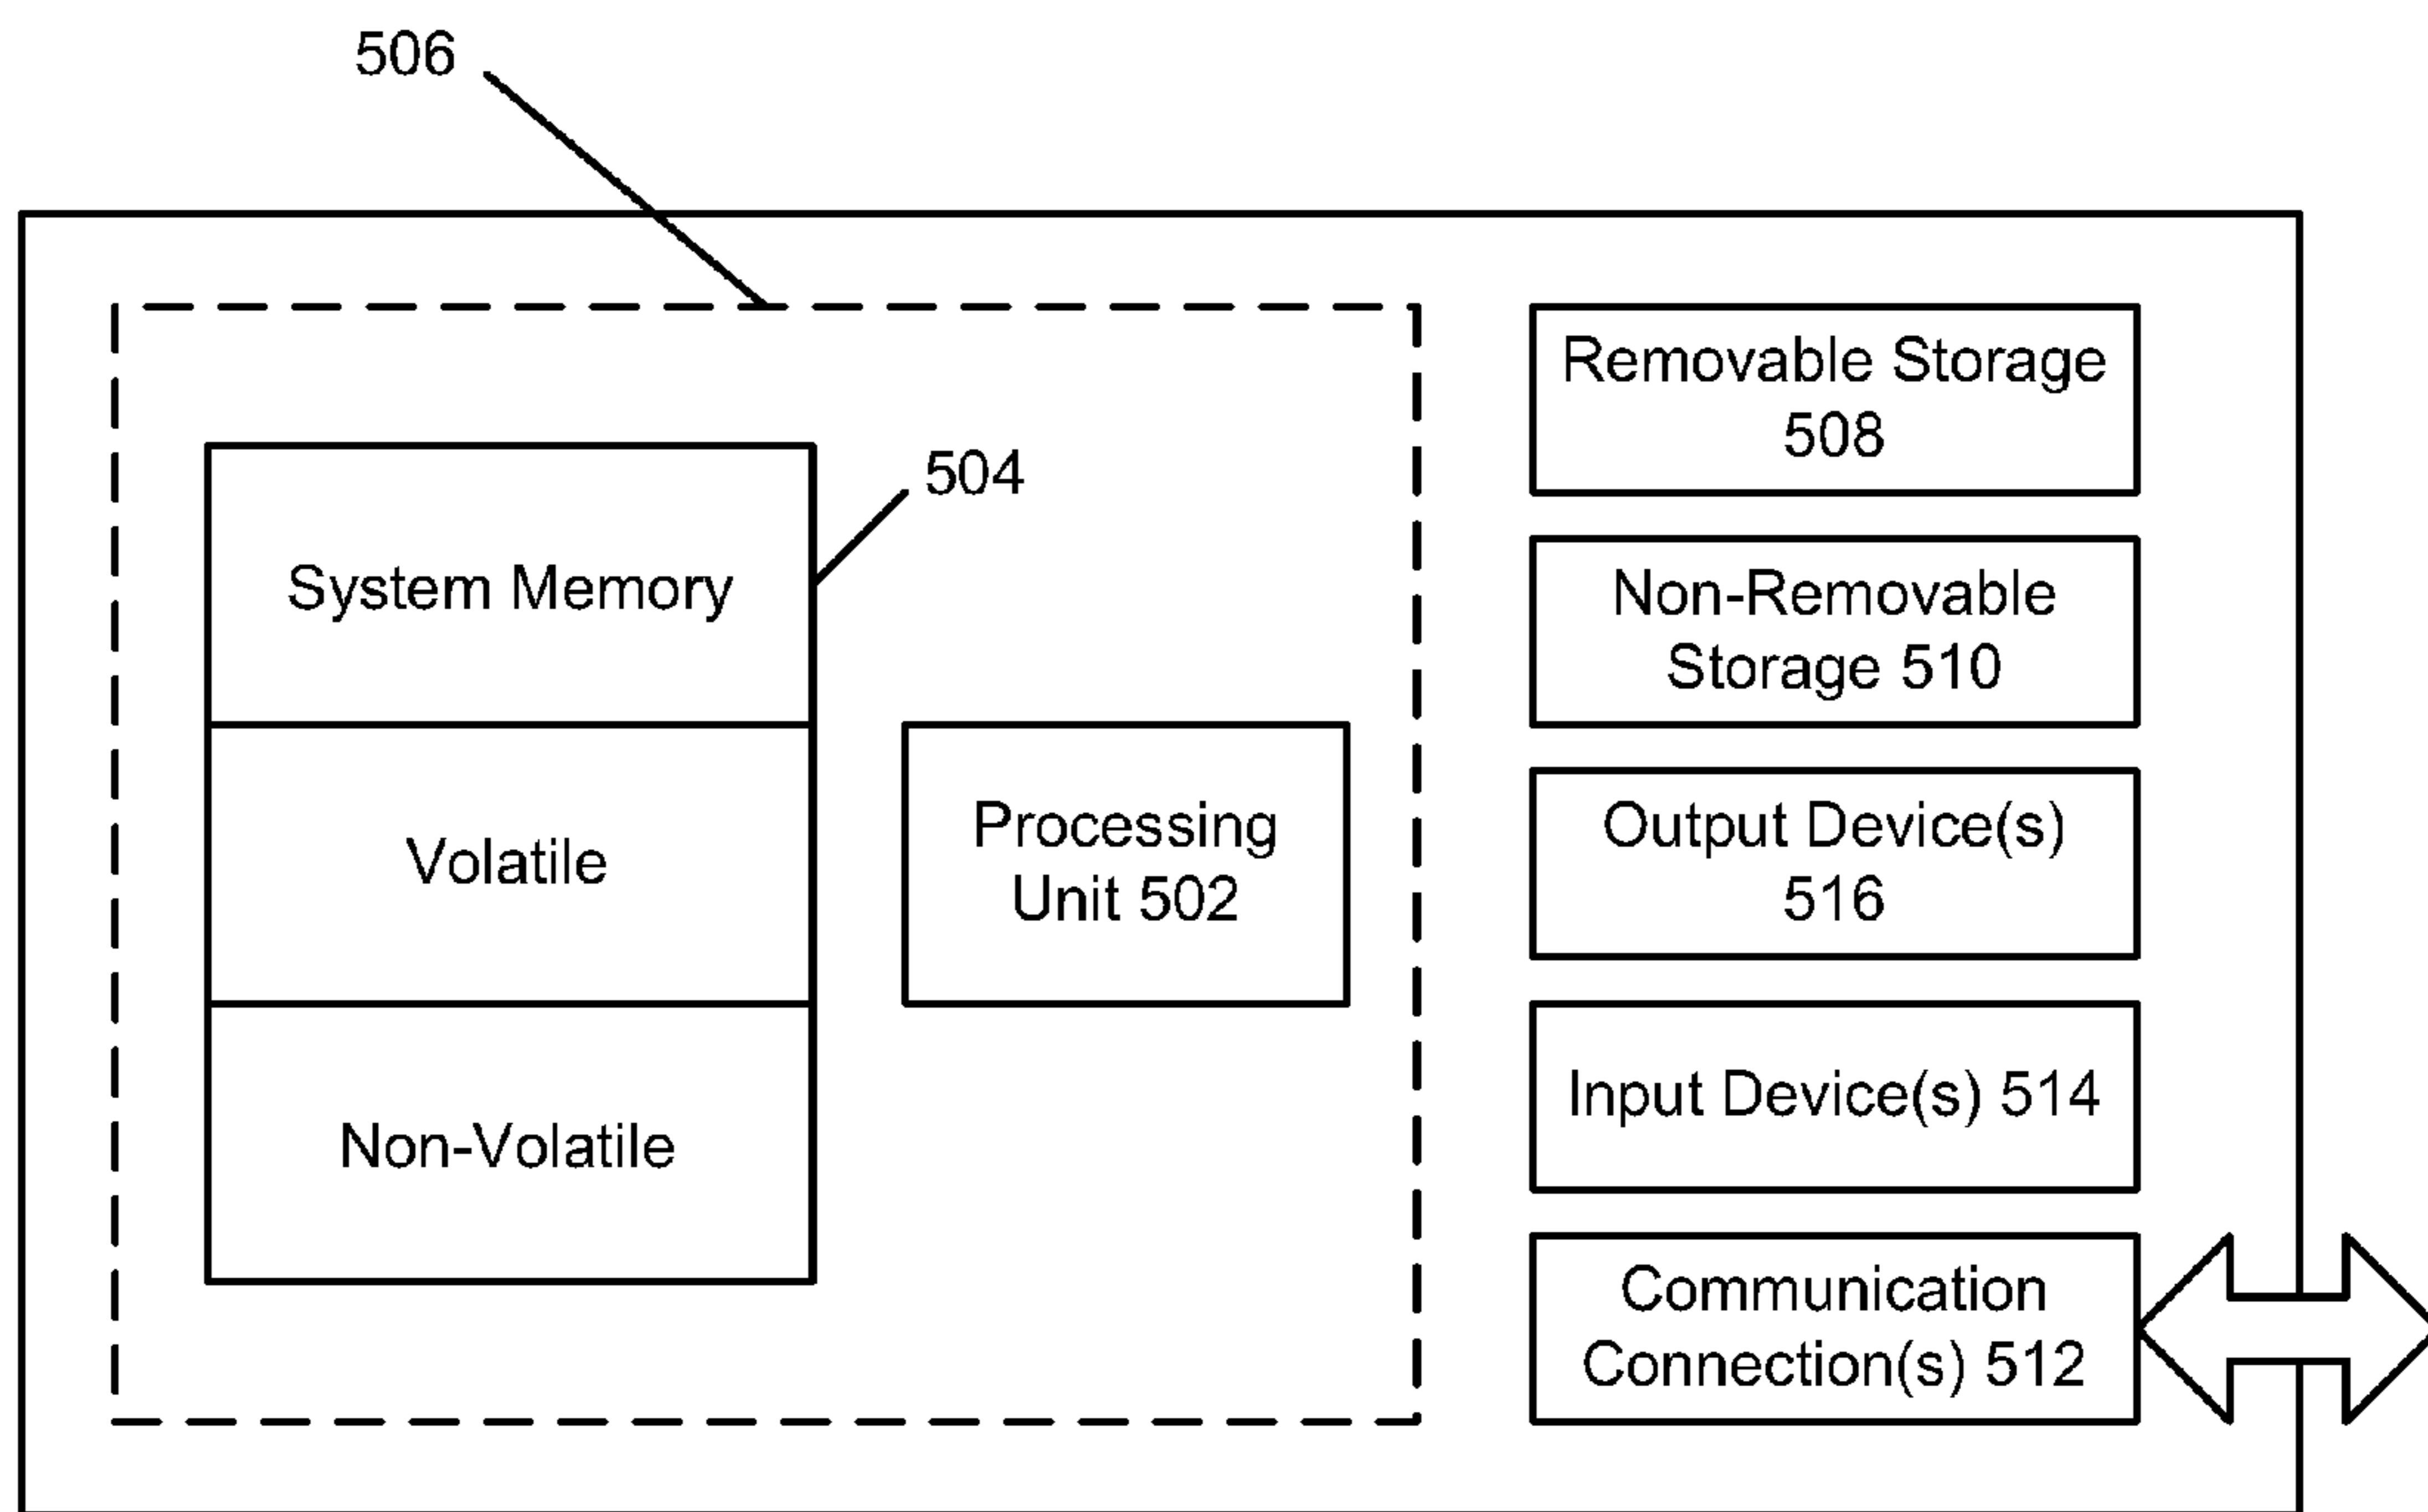 506
504
System Memory
Volatile
Non-Volatile
Processing
Unit 502
Removable Storage
508
Non-Removable
Storage 510
Output Device(s)
516
Input Device(s) 514
Communication
Connection(s) 512